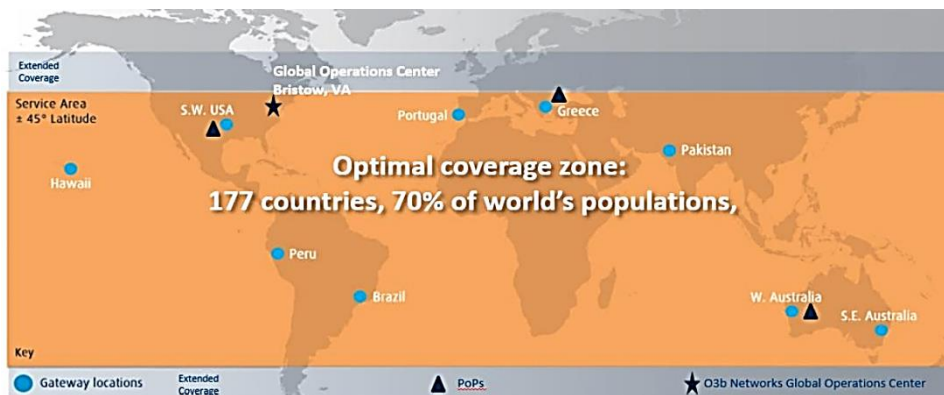 Extended
Coverage
Global Operations Center
Bristow, VA
Service Area
± 45° Latitude
S.W. USA
Portugal
Greece
Hawaii
Pakistan
Optimal coverage zone:
177 countries, 70% of world's populations,
Peru
Brazil
W. Australia
S.E. Australia
Key
Gateway locations
Extended
Coverage
PoPs
O3b Networks Global Operations Center